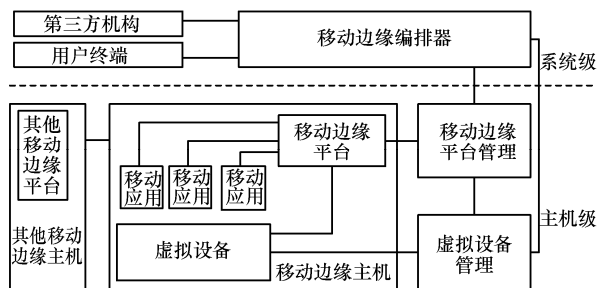 第三方机构
用户终端
移动边缘编排器
系统级
其他
移动
边缘
平台
其他移动
边缘主机
移动
应用
移动
应用
移动
应用
移动边缘
平台
虚拟设备
移动边缘主机
移动边缘
平台管理
主机级
虚拟设备
管理